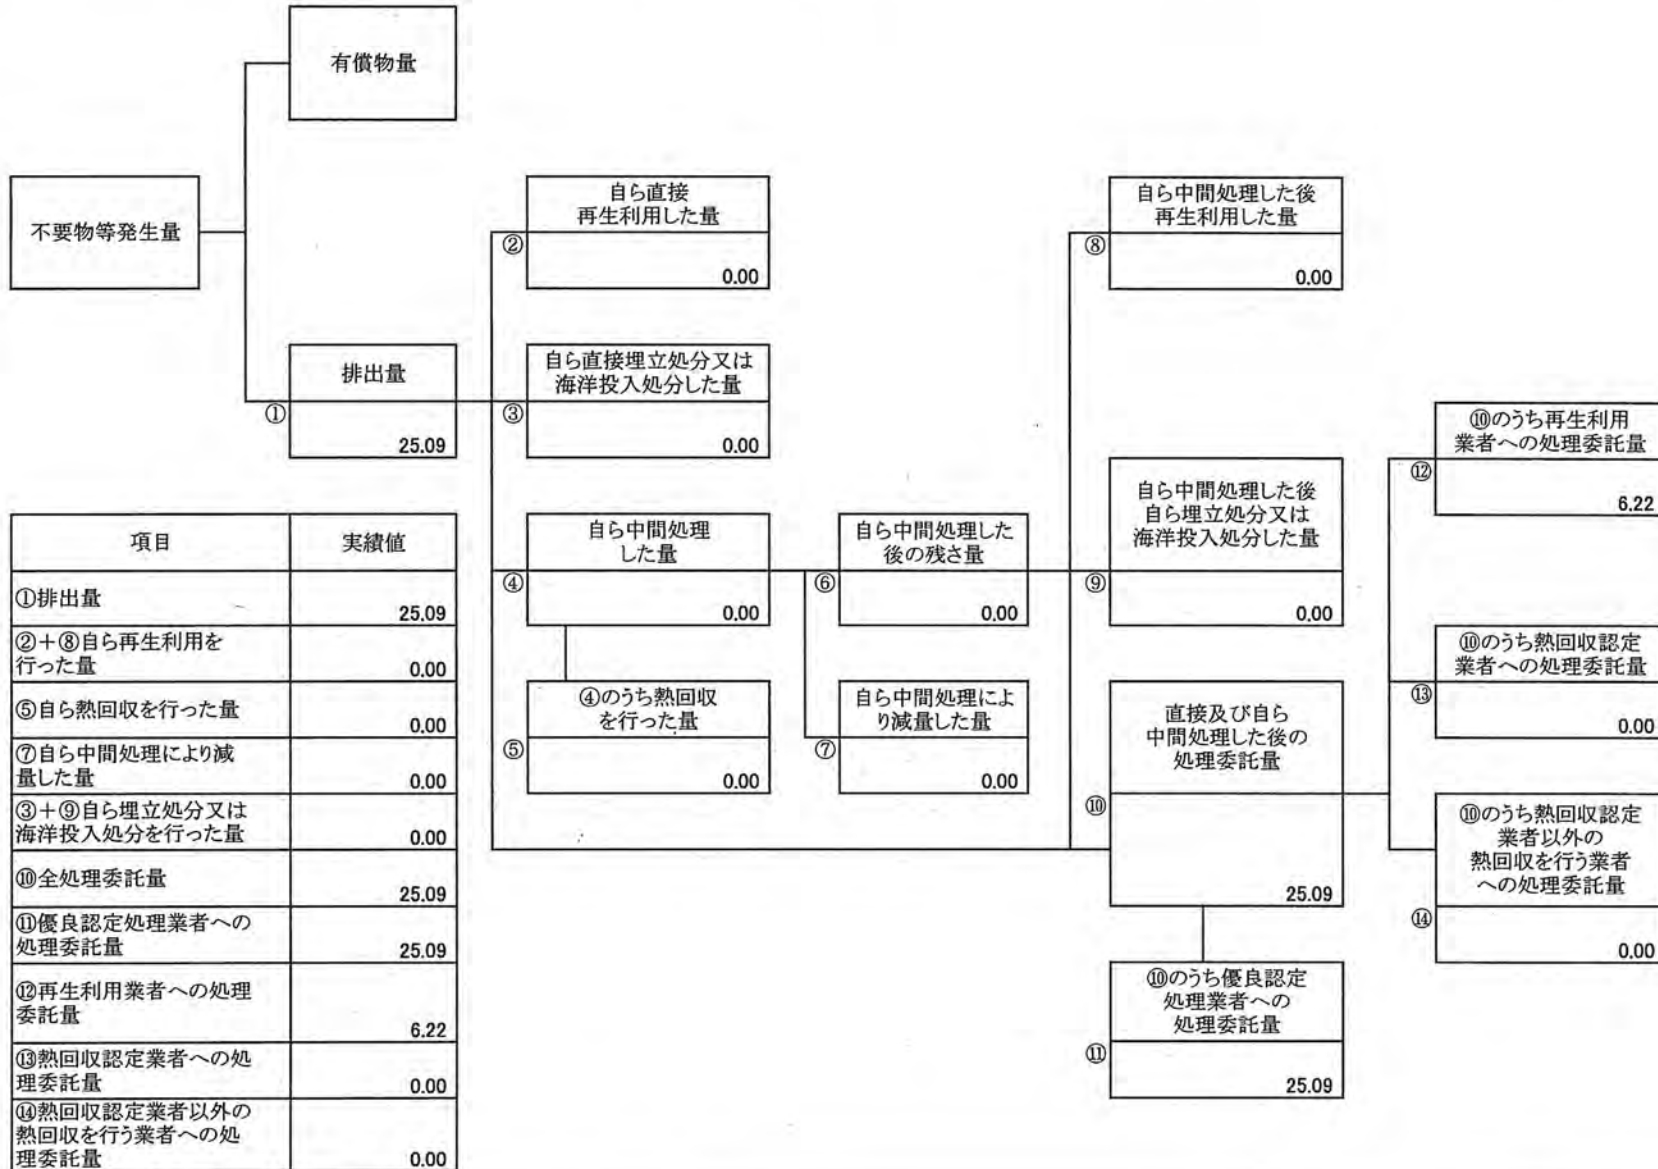 有償物量
不要物等発生量
自ら直接
再生利用した量
②
0.00
自ら中間処理した後
再生利用した量
⑧
0.00
排出量
①
25.09
自ら直接埋立処分又は
海洋投入処分した量
③
0.00
⑩のうち再生利用
業者への処理委託量
⑫
6.22
自ら中間処理
した量
④
0.00
自ら中間処理した
後の残さ量
⑥
0.00
自ら中間処理した後
自ら埋立処分又は
海洋投入処分した量
⑨
0.00
⑩のうち熱回収認定
業者への処理委託量
⑬
0.00
④のうち熱回収
を行った量
⑤
0.00
自ら中間処理によ
り減量した量
⑦
0.00
直接及び自ら
中間処理した後の
処理委託量
⑩
25.09
⑩のうち熱回収認定
業者以外の
熱回収を行う業者
への処理委託量
⑭
0.00
⑩のうち優良認定
処理業者への
処理委託量
⑪
25.09
項目 実績値
①排出量
25.09
②+⑧自ら再生利用を
行った量 0.00
⑤自ら熱回収を行った量
0.00
⑦自ら中間処理により減
量した量 0.00
③+⑨自ら埋立処分又は
海洋投入処分を行った量 0.00
⑩全処理委託量
25.09
⑪優良認定処理業者への
処理委託量 25.09
⑫再生利用業者への処理
委託量
6.22
⑬熱回収認定業者への処
理委託量 0.00
⑭熱回収認定業者以外の
熱回収を行う業者への処
理委託量 0.00